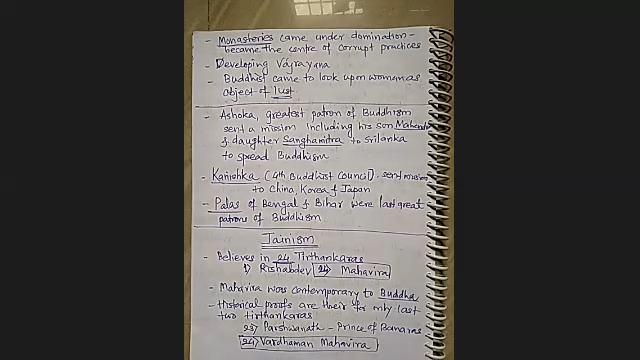 - Monasteries came under domination-
became the centre of corrupt practices
- Developing Vajrayana
- Buddhist came to look upon woman as
object of lust
- Ashoka, greatest patron of Buddhism
sent a mission including his son Mahendra
& daughter Sanghamitra to Srilanka
to spread Buddhism
- Kanishka (4th Buddhist Council). sent mission
to China, Korea & Japan
- Palas of Bengal & Bihar were last great
patrons of Buddhism
Jainism
- Believes in 24 Tirthankaras
1) Rishabdev 24) Mahavira
- Mahavira was contemporary to Buddha
- Historical proofs are their for only last
two tirthankaras
23) Parshwanath - Prince of Banaras
24) Vardhaman Mahavira